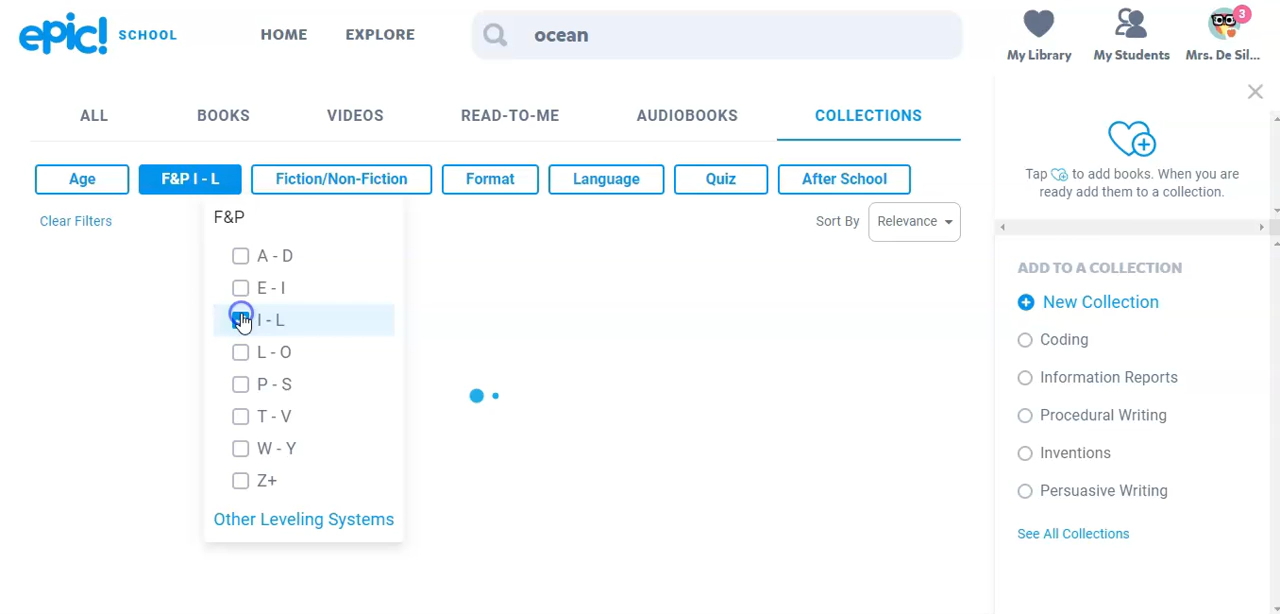 epic! SCHOOL HOME EXPLORE ocean My Library My Students 3 Mrs. De Sil...
ALL BOOKS VIDEOS READ-TO-ME AUDIOBOOKS COLLECTIONS
Age F&P I - L Fiction/Non-Fiction Format Language Quiz After School
Clear Filters Sort By Relevance
F&P
A - D
E - I
I - L
L - O
P - S
T - V
W - Y
Z+
Other Leveling Systems
Tap to add books. When you are
ready add them to a collection.
ADD TO A COLLECTION
New Collection
Coding
Information Reports
Procedural Writing
Inventions
Persuasive Writing
See All Collections